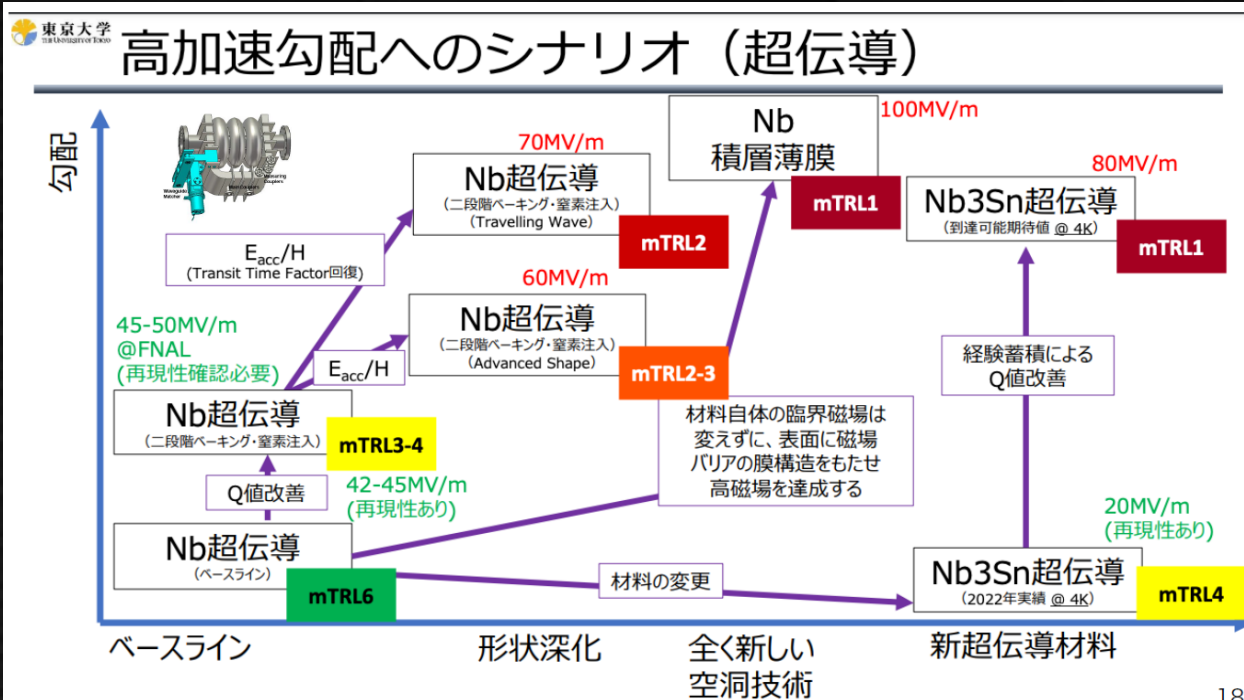 東京大学
THE UNIVERSITY OF TOKYO
高加速勾配へのシナリオ（超伝導）
勾配
Nb
積層薄膜
100MV/m
mTRL1
70MV/m
Nb超伝導
（二段階ベーキング・窒素注入）
(Travelling Wave)
mTRL2
80MV/m
Nb3Sn超伝導
（到達可能期待値 @ 4K）
mTRL1
Eacc/H
(Transit Time Factor回復)
60MV/m
Nb超伝導
（二段階ベーキング・窒素注入）
(Advanced Shape)
mTRL2-3
45-50MV/m
@FNAL
(再現性確認必要)
Eacc/H
経験蓄積による
Q値改善
Nb超伝導
（二段階ベーキング・窒素注入）
mTRL3-4
材料自体の臨界磁場は
変えずに、表面に磁場
バリアの膜構造をもたせ
高磁場を達成する
Q値改善
42-45MV/m
(再現性あり)
20MV/m
(再現性あり)
Nb超伝導
（ベースライン）
mTRL6
材料の変更
Nb3Sn超伝導
（2022年実績 @ 4K）
mTRL4
ベースライン
形状深化
全く新しい
空洞技術
新超伝導材料
18